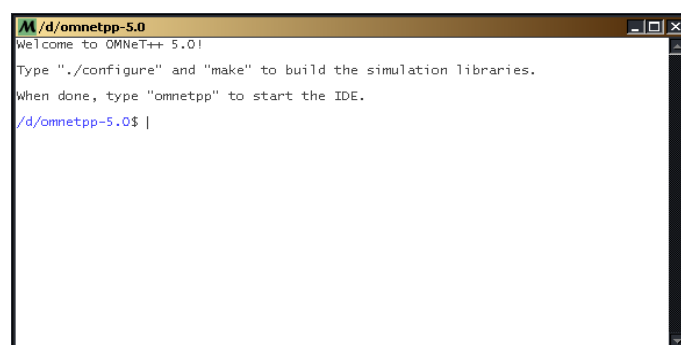 M /d/omnetpp-5.0
Welcome to OMNeT++ 5.0!
Type "./configure" and "make" to build the simulation libraries.
When done, type "omnetpp" to start the IDE.
/d/omnetpp-5.0$